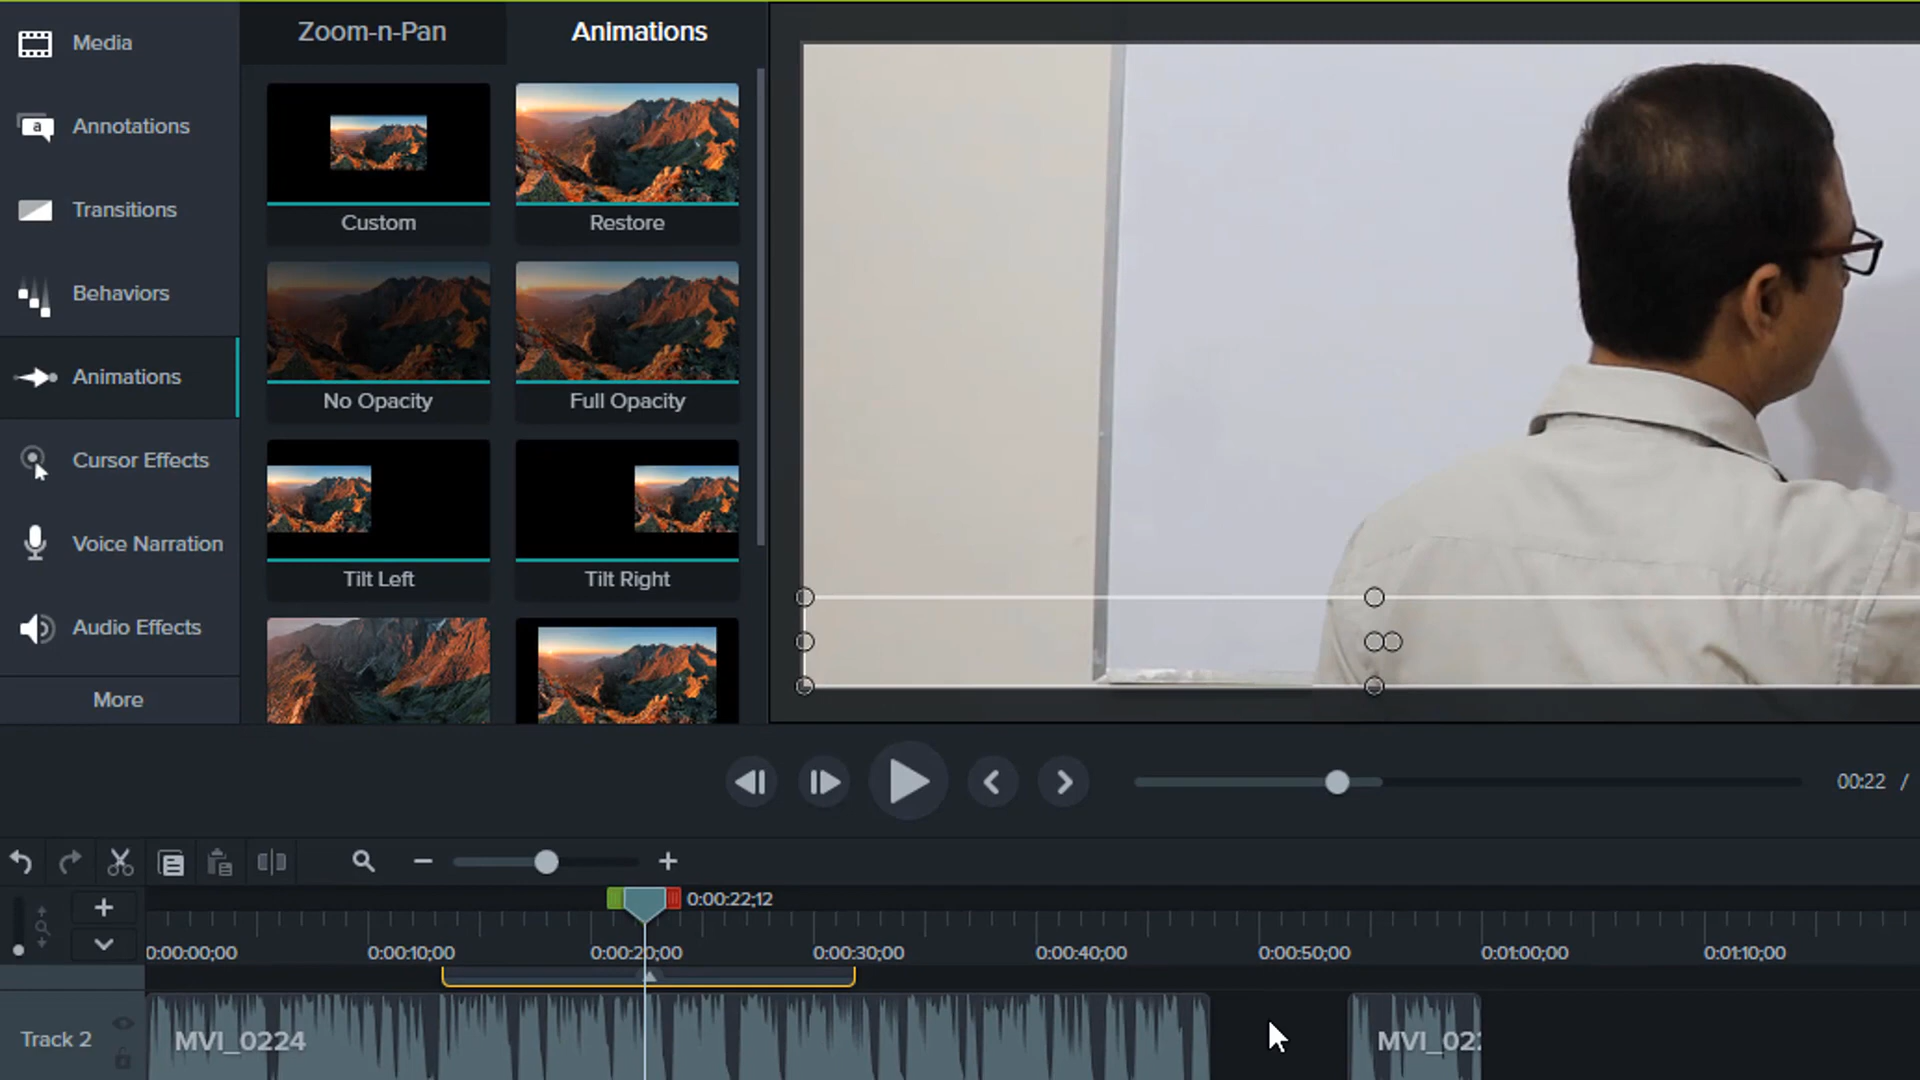 Media
Annotations
Transitions
Behaviors
Animations
Cursor Effects
Voice Narration
Audio Effects
More
Zoom-n-Pan
Animations
Custom
Restore
No Opacity
Full Opacity
Tilt Left
Tilt Right
00:22 /
0:00:22;12
0:00:00;00
0:00:10;00
0:00:20;00
0:00:30;00
0:00:40;00
0:00:50;00
0:01:00;00
0:01:10;00
Track 2
MVI_0224
MVI_02